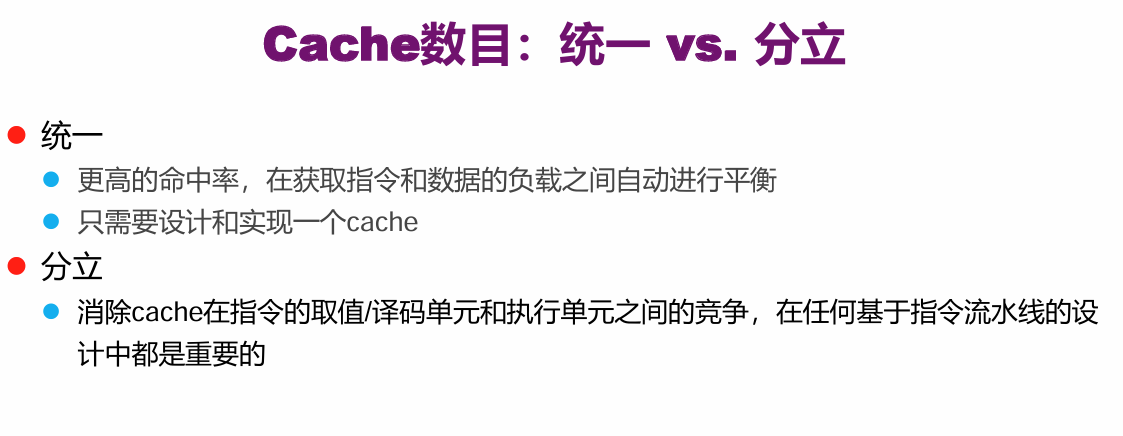 Cache数目：统一 vs. 分立
统一
更高的命中率，在获取指令和数据的负载之间自动进行平衡
只需要设计和实现一个cache
分立
消除cache在指令的取值/译码单元和执行单元之间的竞争，在任何基于指令流水线的设
计中都是重要的